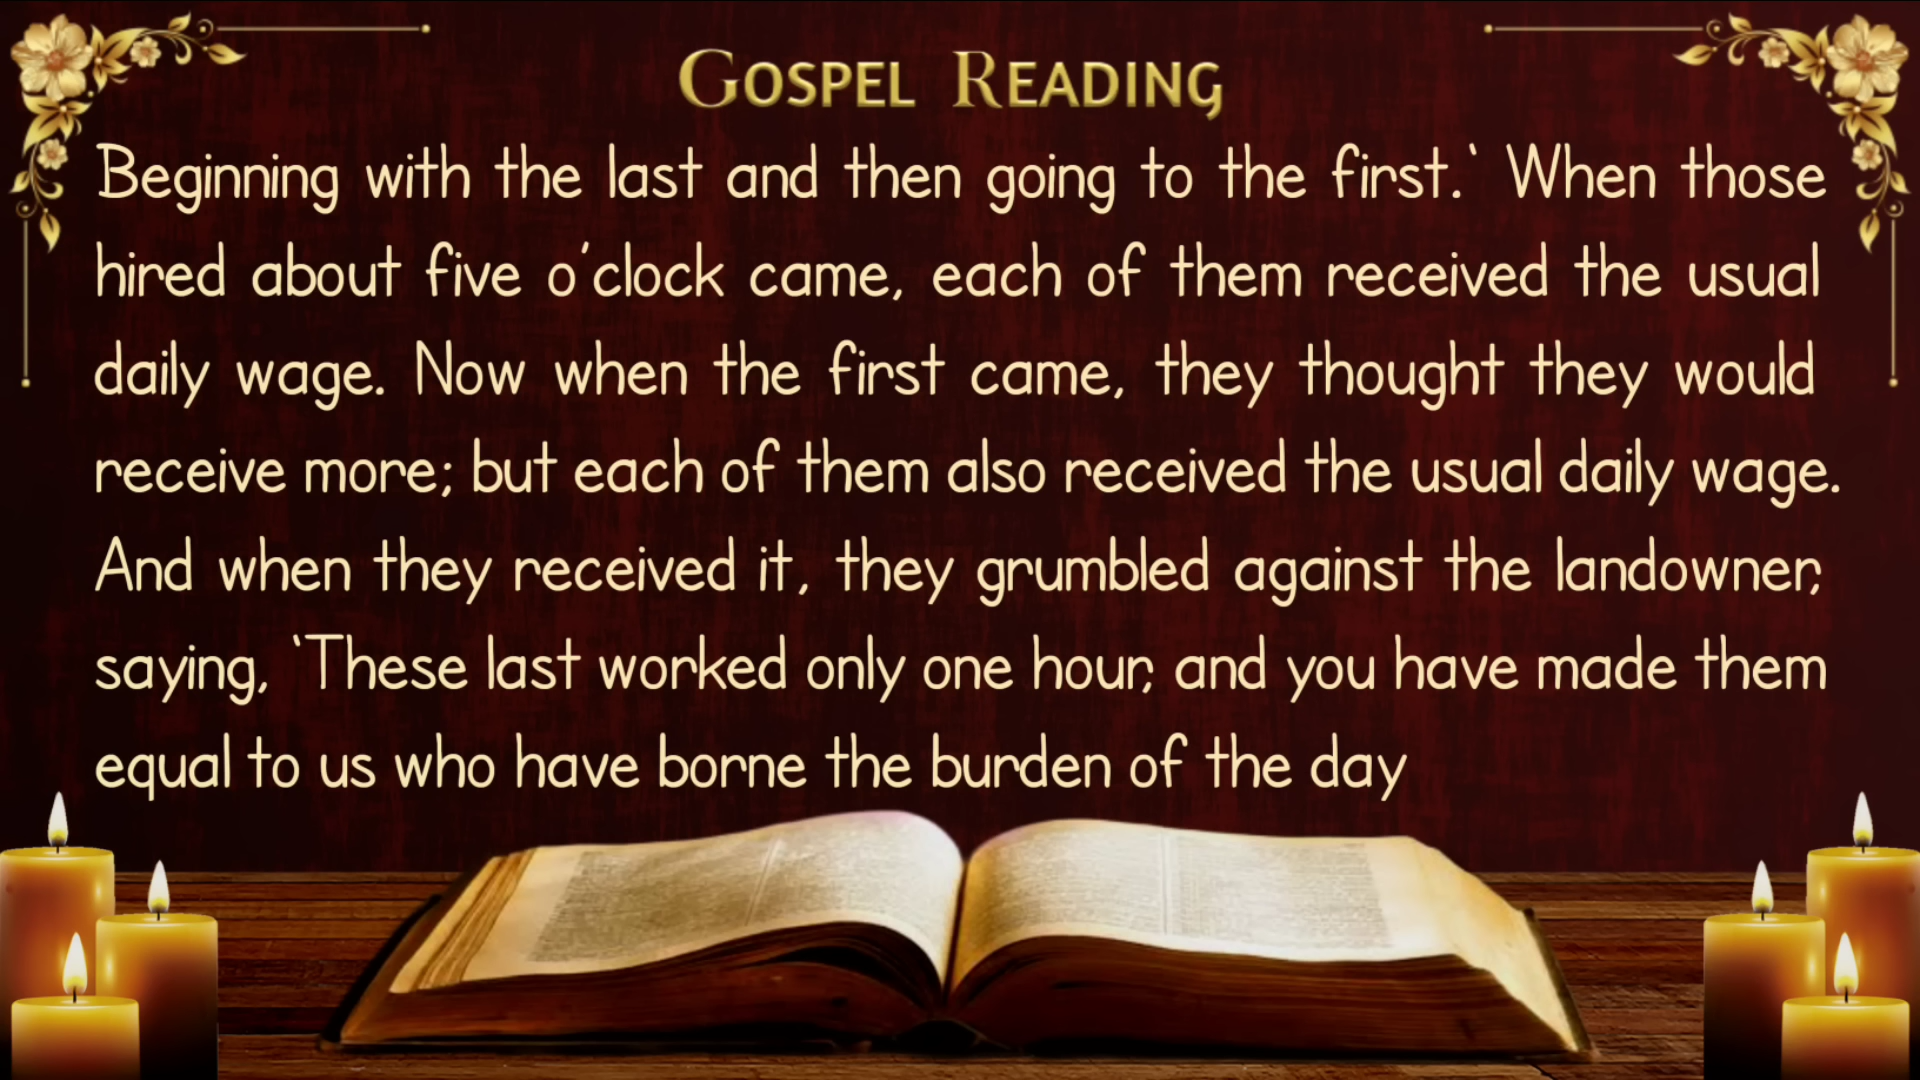 GOSPEL READING
Beginning with the last and then going to the first.‛ When those
hired about five o’clock came, each of them received the usual
daily wage. Now when the first came, they thought they would
receive more; but each of them also received the usual daily wage.
And when they received it, they grumbled against the landowner,
saying, ‛These last worked only one hour, and you have made them
equal to us who have borne the burden of the day